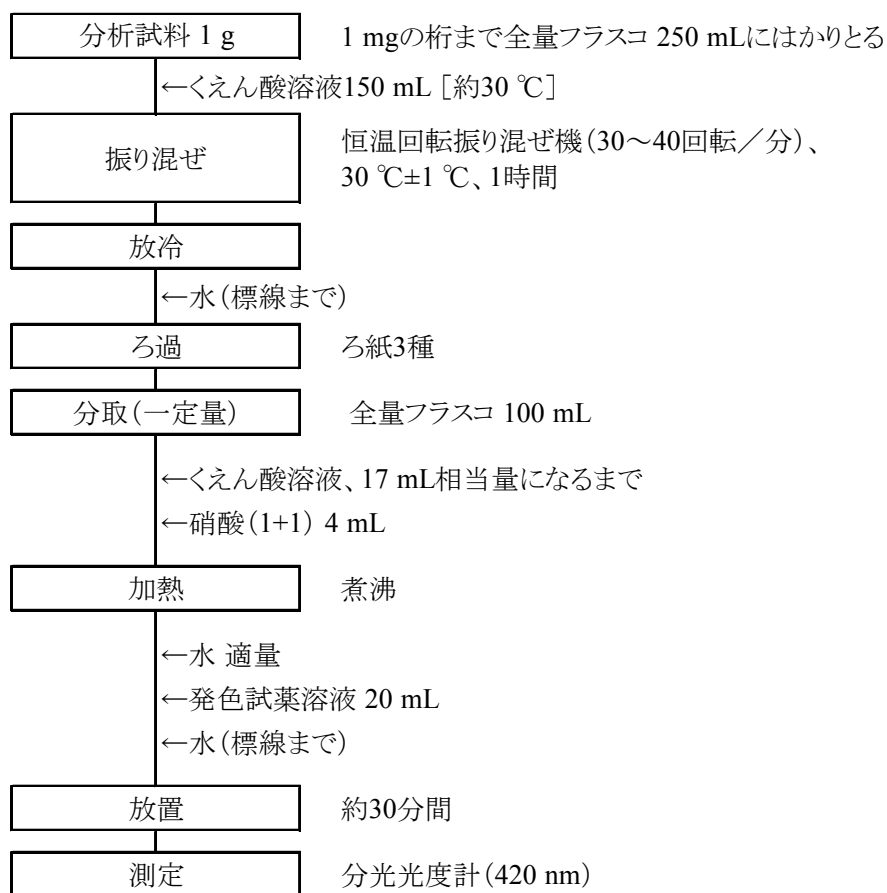 分析試料 1 g
1 mgの桁まで全量フラスコ 250 mLにはかりとる
←くえん酸溶液150 mL [約30 ℃]
振り混ぜ
恒温回転振り混ぜ機(30~40回転/分)、
30 ℃±1 ℃、1時間
放冷
←水(標線まで)
ろ過
ろ紙3種
分取(一定量)
全量フラスコ 100 mL
←くえん酸溶液、17 mL相当量になるまで
←硝酸(1+1) 4 mL
加熱
煮沸
←水 適量
←発色試薬溶液 20 mL
←水(標線まで)
放置
約30分間
測定
分光光度計(420 nm)